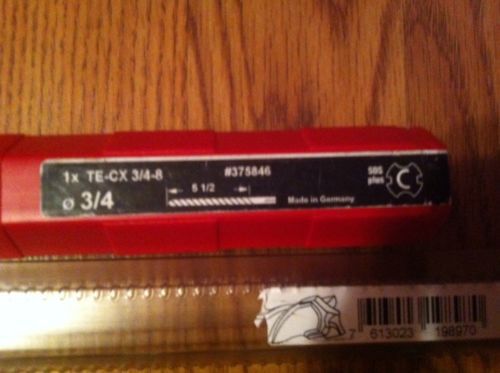 1x TE-CX 3/4-8 #375846
5 1/2
ø 3/4
Made in Germany
SDS
plus
C
7 613023 198970